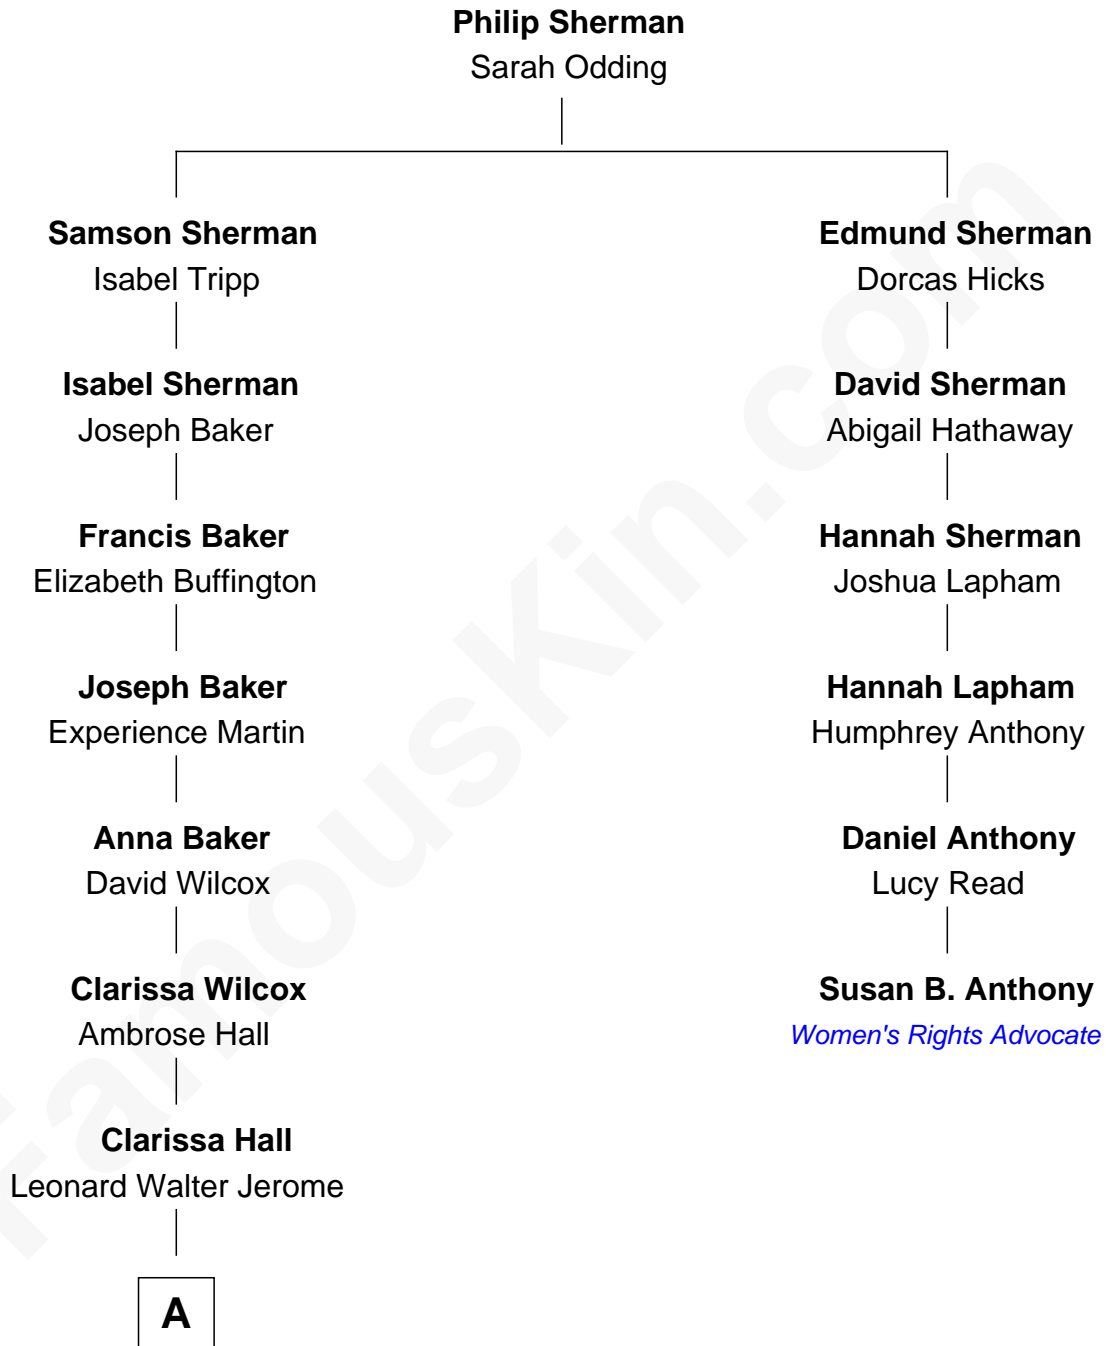 Philip Sherman
Sarah Odding
Samson Sherman
Isabel Tripp
Isabel Sherman
Joseph Baker
Francis Baker
Elizabeth Buffington
Joseph Baker
Experience Martin
Anna Baker
David Wilcox
Clarissa Wilcox
Ambrose Hall
Clarissa Hall
Leonard Walter Jerome
A
Edmund Sherman
Dorcas Hicks
David Sherman
Abigail Hathaway
Hannah Sherman
Joshua Lapham
Hannah Lapham
Humphrey Anthony
Daniel Anthony
Lucy Read
Susan B. Anthony
Women's Rights Advocate
FamousKin.com